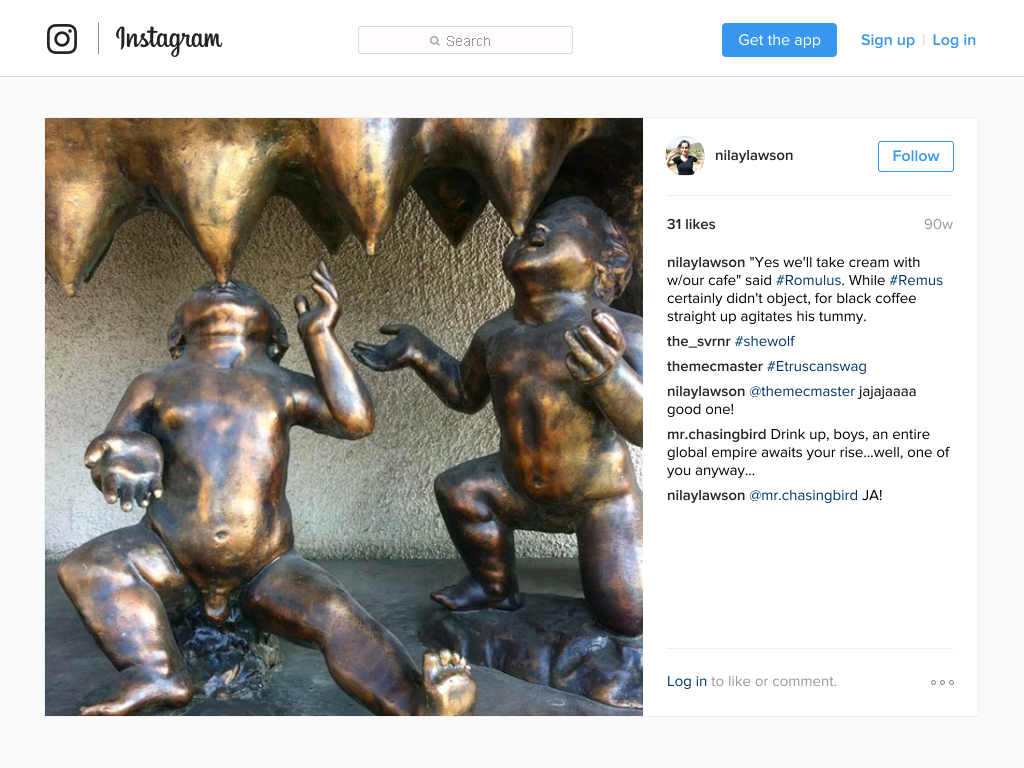 Instagram
Search
Get the app
Sign up | Log in
nilaylawson
Follow
31 likes
90w
nilaylawson "Yes we'll take cream with
w/our cafe" said #Romulus. While #Remus
certainly didn't object, for black coffee
straight up agitates his tummy.
the_svrnr #shewolf
themecmaster #Etruscanswag
nilaylawson @themecmaster jajajaaaa
good one!
mr.chasingbird Drink up, boys, an entire
global empire awaits your rise...well, one of
you anyway...
nilaylawson @mr.chasingbird JA!
Log in to like or comment.